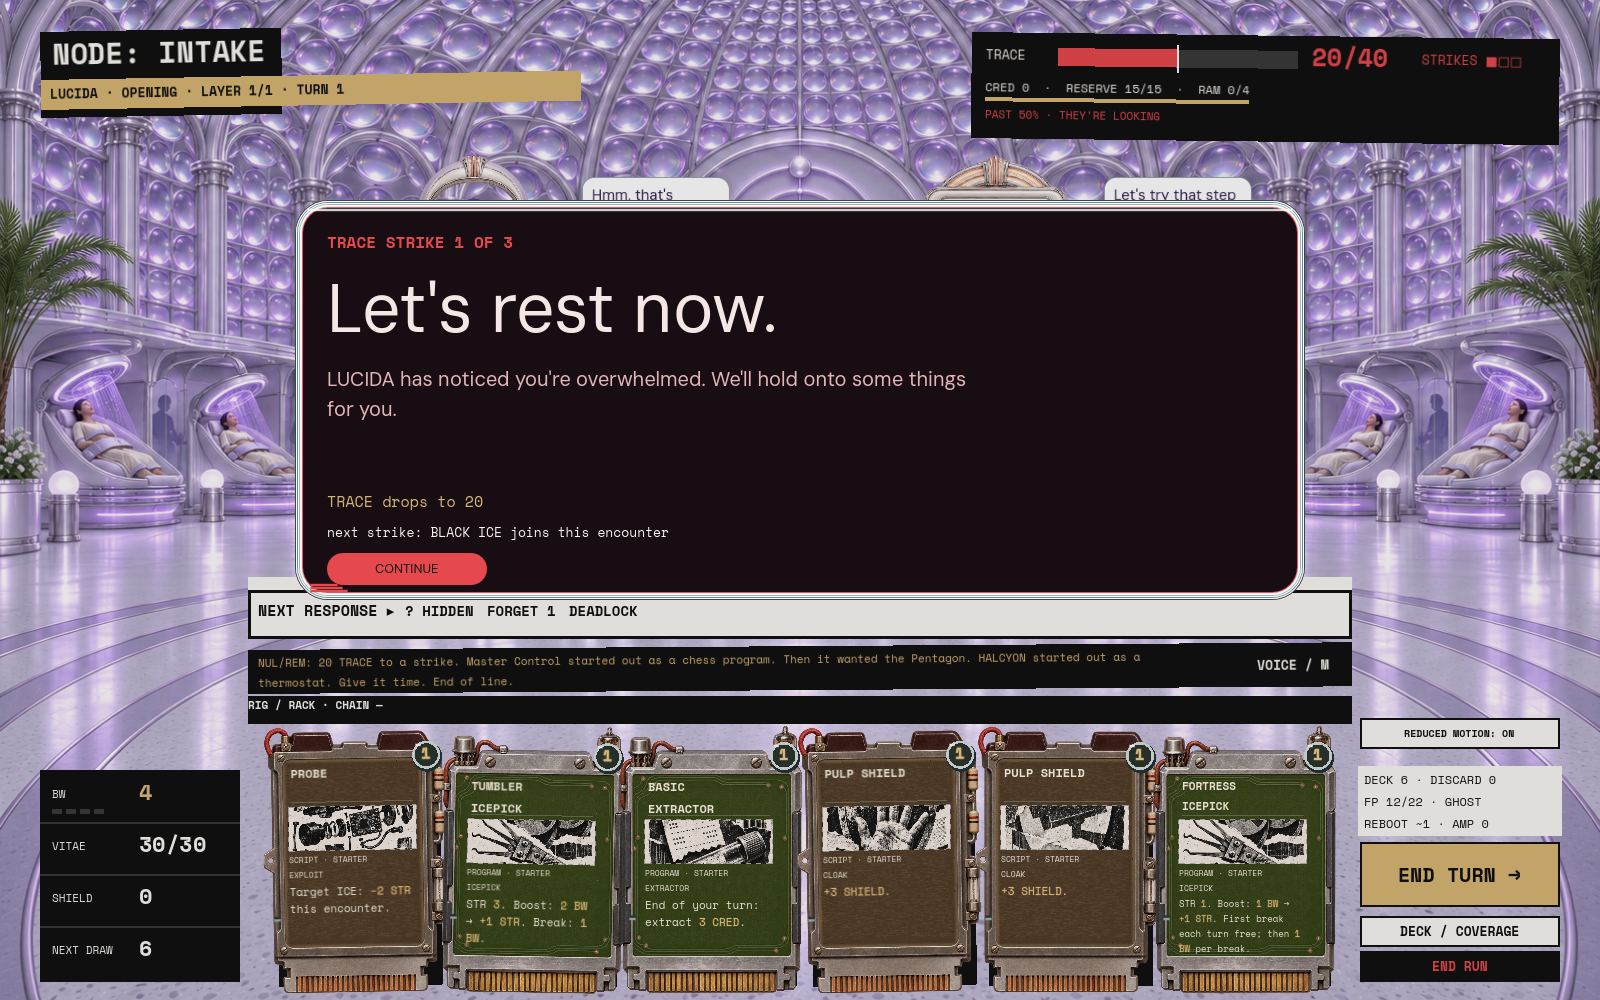 NODE: INTAKE
LUCIDA · OPENING · LAYER 1/1 · TURN 1
TRACE 20/40 STRIKES
CRED 0 · RESERVE 15/15 · RAM 0/4
PAST 50% · THEY'RE LOOKING
Hmm, that's
Let's try that step
TRACE STRIKE 1 OF 3
Let's rest now.
LUCIDA has noticed you're overwhelmed. We'll hold onto some things
for you.
TRACE drops to 20
next strike: BLACK ICE joins this encounter
CONTINUE
NEXT RESPONSE ▸ ? HIDDEN FORGET 1 DEADLOCK
NUL/REM: 20 TRACE to a strike. Master Control started out as a chess program. Then it wanted the Pentagon. HALCYON started out as a
thermostat. Give it time. End of line.
VOICE / M
RIG / RACK · CHAIN —
PROBE
1
SCRIPT · STARTER
EXPLOIT
Target ICE: -2 STR
this encounter.
TUMBLER
ICEPICK
1
PROGRAM · STARTER
ICEPICK
STR 3. Boost: 2 BW
→ +1 STR. Break: 1
BW.
BASIC
EXTRACTOR
1
PROGRAM · STARTER
EXTRACTOR
End of your turn:
extract 3 CRED.
PULP SHIELD
1
SCRIPT · STARTER
CLOAK
+3 SHIELD.
PULP SHIELD
1
SCRIPT · STARTER
CLOAK
+3 SHIELD.
FORTRESS
ICEPICK
1
PROGRAM · STARTER
ICEPICK
STR 1. Boost: 1 BW →
+1 STR. First break
each turn free; then 1
BW per break.
BW 4
VITAE 30/30
SHIELD 0
NEXT DRAW 6
REDUCED MOTION: ON
DECK 6 · DISCARD 0
FP 12/22 · GHOST
REBOOT ~1 · AMP 0
END TURN →
DECK / COVERAGE
END RUN